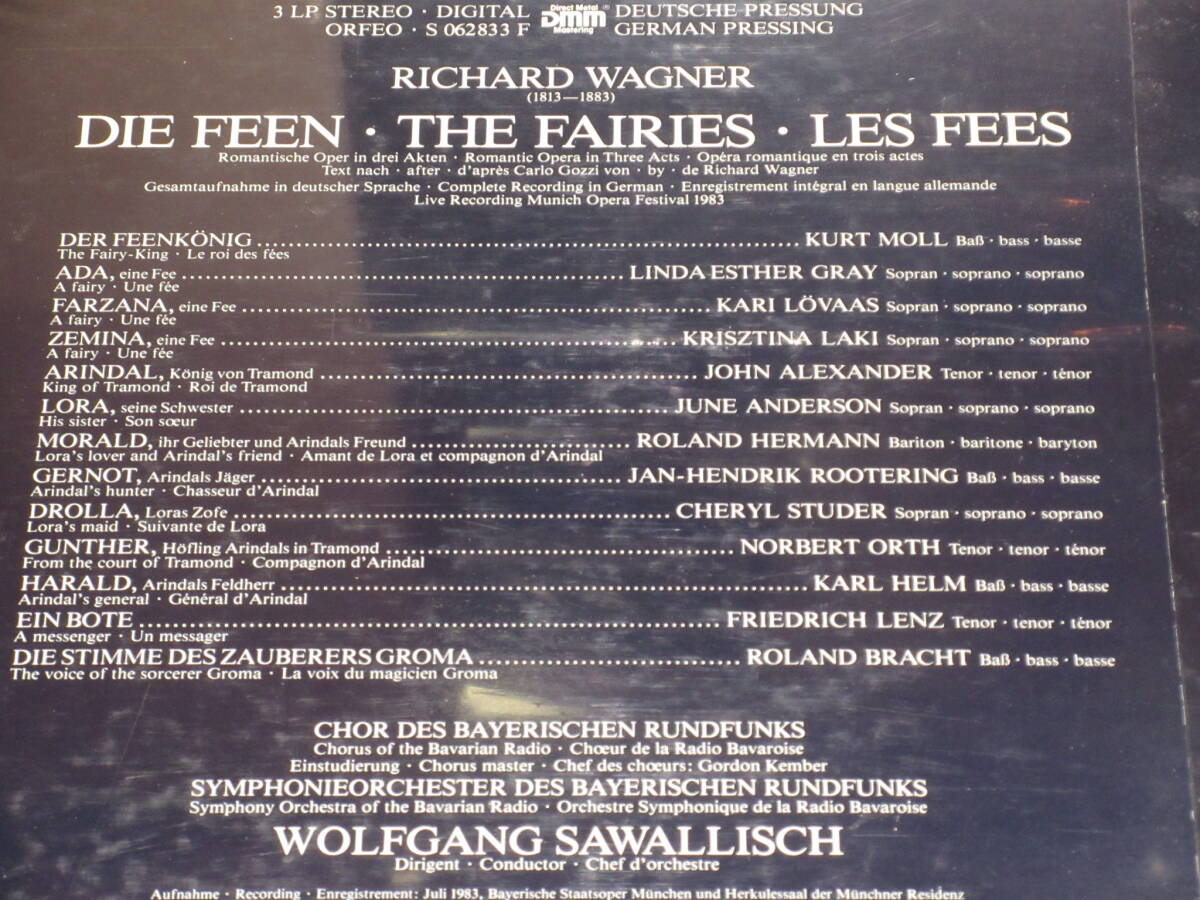 3 LP STEREO · DIGITAL Direct Metal DMM Mastering ® DEUTSCHE PRESSUNG
ORFEO · S 062833 F GERMAN PRESSING
RICHARD WAGNER
(1813—1883)
DIE FEEN · THE FAIRIES · LES FEES
Romantische Oper in drei Akten · Romantic Opera in Three Acts · Opéra romantique en trois actes
Text nach · after · d'après Carlo Gozzi von · by · de Richard Wagner
Gesamtaufnahme in deutscher Sprache · Complete Recording in German · Enregistrement intégral en langue allemande
Live Recording Munich Opera Festival 1983
DER FEENKÖNIG ........ KURT MOLL Baß · bass · basse
The Fairy-King · Le roi des fées
ADA, eine Fee ........ LINDA ESTHER GRAY Sopran · soprano · soprano
A fairy · Une fée
FARZANA, eine Fee ........ KARI LÖVAAS Sopran · soprano · soprano
A fairy · Une fée
ZEMINA, eine Fee ........ KRISZTINA LAKI Sopran · soprano · soprano
A fairy · Une fée
ARINDAL, König von Tramond ........ JOHN ALEXANDER Tenor · tenor · ténor
King of Tramond · Roi de Tramond
LORA, seine Schwester ........ JUNE ANDERSON Sopran · soprano · soprano
His sister · Son sœur
MORALD, ihr Geliebter und Arindals Freund ........ ROLAND HERMANN Bariton · baritone · baryton
Lora's lover and Arindal's friend · Amant de Lora et compagnon d'Arindal
GERNOT, Arindals Jäger ........ JAN-HENDRIK ROOTERING Baß · bass · basse
Arindal's hunter · Chasseur d'Arindal
DROLLA, Loras Zofe ........ CHERYL STUDER Sopran · soprano · soprano
Lora's maid · Suivante de Lora
GUNTHER, Höfling Arindals in Tramond ........ NORBERT ORTH Tenor · tenor · ténor
From the court of Tramond · Compagnon d'Arindal
HARALD, Arindals Feldherr ........ KARL HELM Baß · bass · basse
Arindal's general · Général d'Arindal
EIN BOTE ........ FRIEDRICH LENZ Tenor · tenor · ténor
A messenger · Un messager
DIE STIMME DES ZAUBERERS GROMA ........ ROLAND BRACHT Baß · bass · basse
The voice of the sorcerer Groma · La voix du magicien Groma
CHOR DES BAYERISCHEN RUNDFUNKS
Chorus of the Bavarian Radio · Chœur de la Radio Bavaroise
Einstudierung · Chorus master · Chef des chœurs: Gordon Kember
SYMPHONIEORCHESTER DES BAYERISCHEN RUNDFUNKS
Symphony Orchestra of the Bavarian Radio · Orchestre Symphonique de la Radio Bavaroise
WOLFGANG SAWALLISCH
Dirigent · Conductor · Chef d'orchestre
Aufnahme · Recording · Enregistrement: Juli 1983, Bayerische Staatsoper München und Herkulessaal der Münchner Residenz